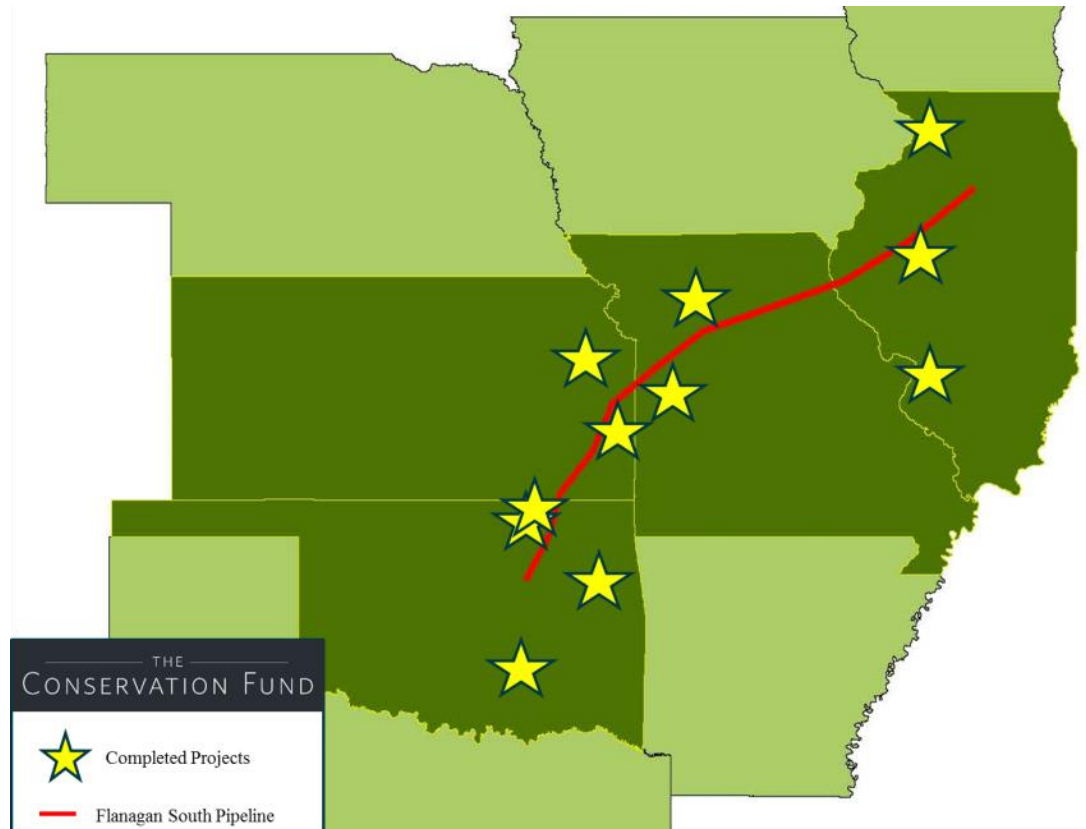 THE
CONSERVATION FUND
Completed Projects
Flanagan South Pipeline